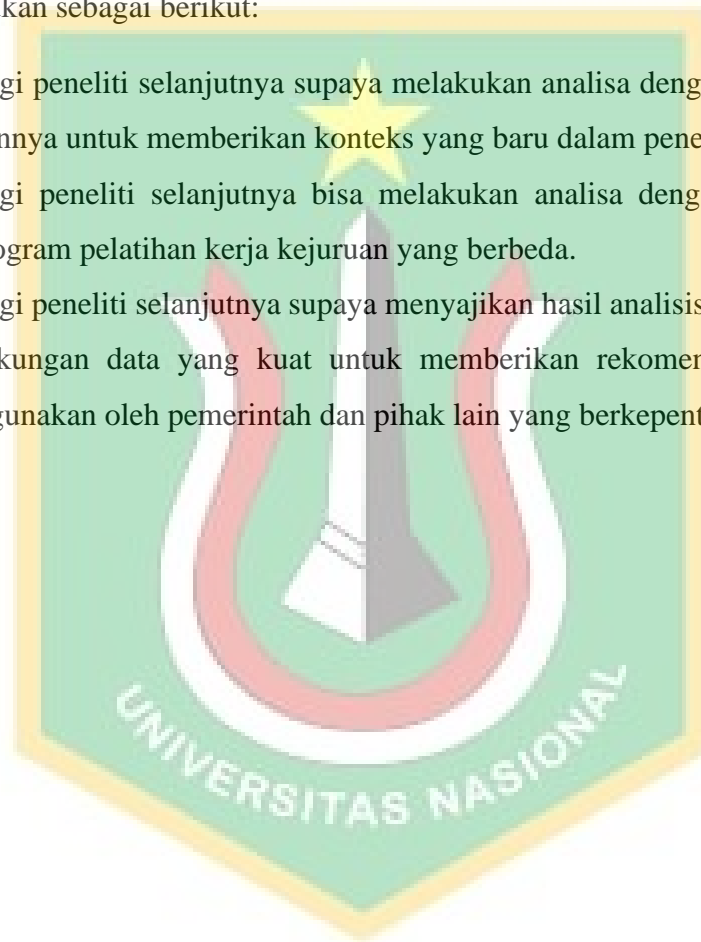 akan sebagai berikut:
gi peneliti selanjutnya supaya melakukan analisa deng
nnya untuk memberikan konteks yang baru dalam pene
gi peneliti selanjutnya bisa melakukan analisa deng
ogram pelatihan kerja kejuruan yang berbeda.
gi peneliti selanjutnya supaya menyajikan hasil analisis
kungan data yang kuat untuk memberikan rekomen
gunakan oleh pemerintah dan pihak lain yang berkepent
UNIVERSITAS NASIONAL